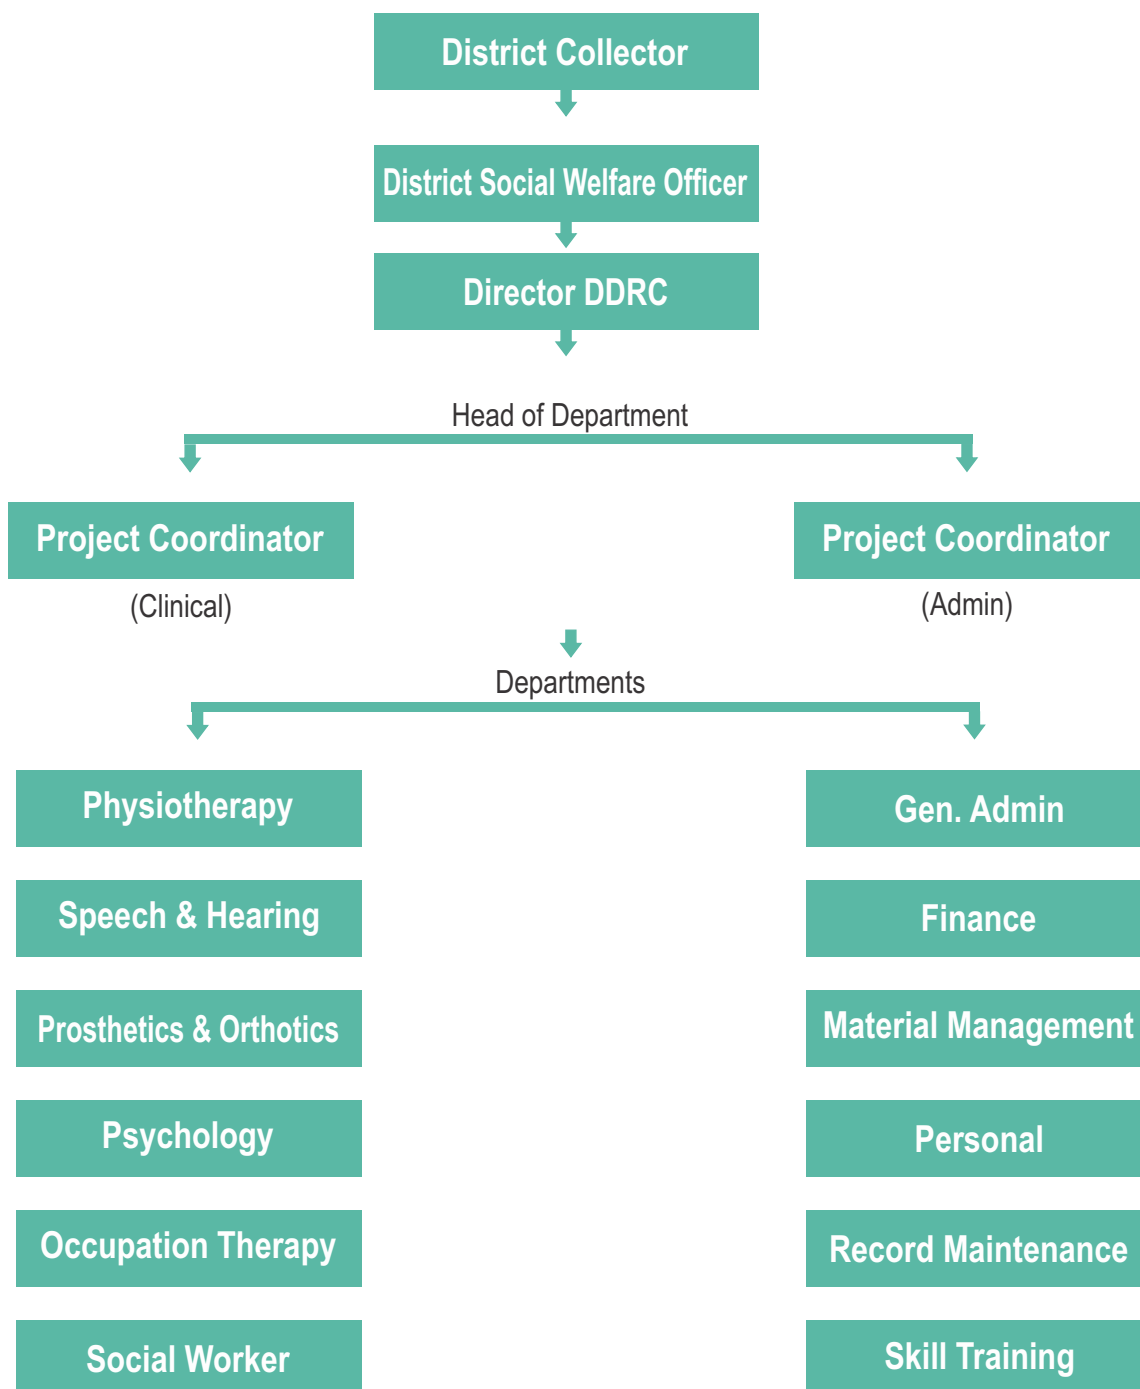 District Collector
District Social Welfare Officer
Director DDRC
Head of Department
Project Coordinator
(Clinical)
Project Coordinator
(Admin)
Departments
Physiotherapy
Gen. Admin
Speech & Hearing
Finance
Prosthetics & Orthotics
Material Management
Psychology
Personal
Occupation Therapy
Record Maintenance
Social Worker
Skill Training